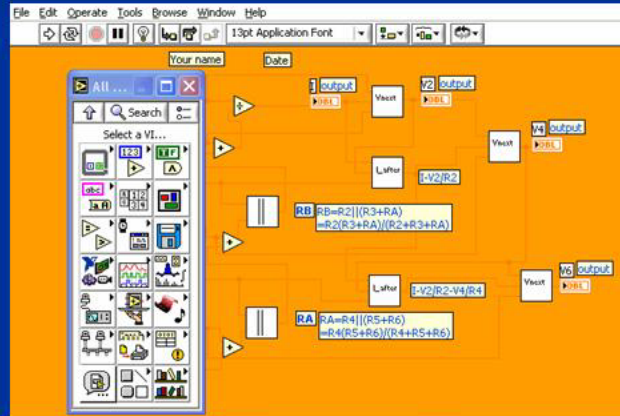 File Edit Operate Tools Browse Window Help
13pt Application Font
Your name Date
All ...
Search
Select a VI...
I output
DBL
Vnext
V2 output
DBL
Vnext
V4 output
DBL
I_after
I-V2/R2
RB RB=R2||(R3+RA)
=R2(R3+RA)/(R2+R3+RA)
I_after
I-V2/R2-V4/R4
Vnext
V6 output
DBL
RA RA=R4||(R5+R6)
=R4(R5+R6)/(R4+R5+R6)
123
TF
A
abc